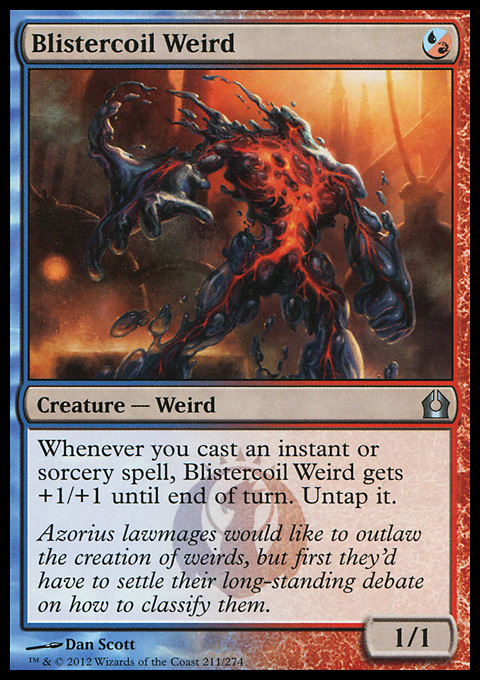 Blistercoil Weird
Creature — Weird
Whenever you cast an instant or
sorcery spell, Blistercoil Weird gets
+1/+1 until end of turn. Untap it.
Azorius lawmages would like to outlaw
the creation of weirds, but first they’d
have to settle their long-standing debate
on how to classify them.
Dan Scott
1/1
™ & © 2012 Wizards of the Coast 211/274